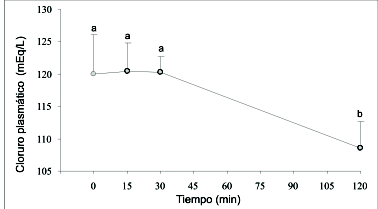 130
125
120
115
110
105
Cloruro plasmático (mEq/L)
a
a
a
b
0 15 30 45 60 75 90 105 120
Tiempo (min)